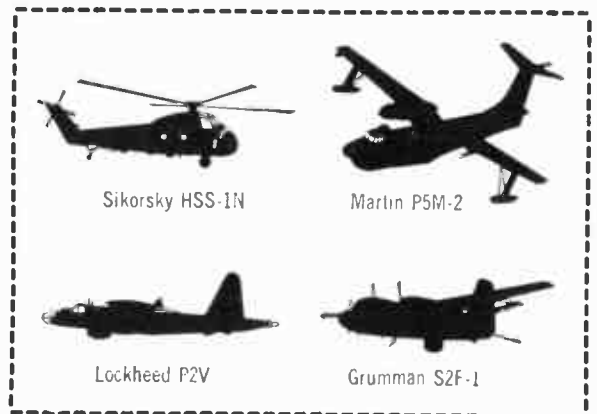 Sikorsky HSS-1N
Martin P5M-2
Lockheed P2V
Grumman S2F-1